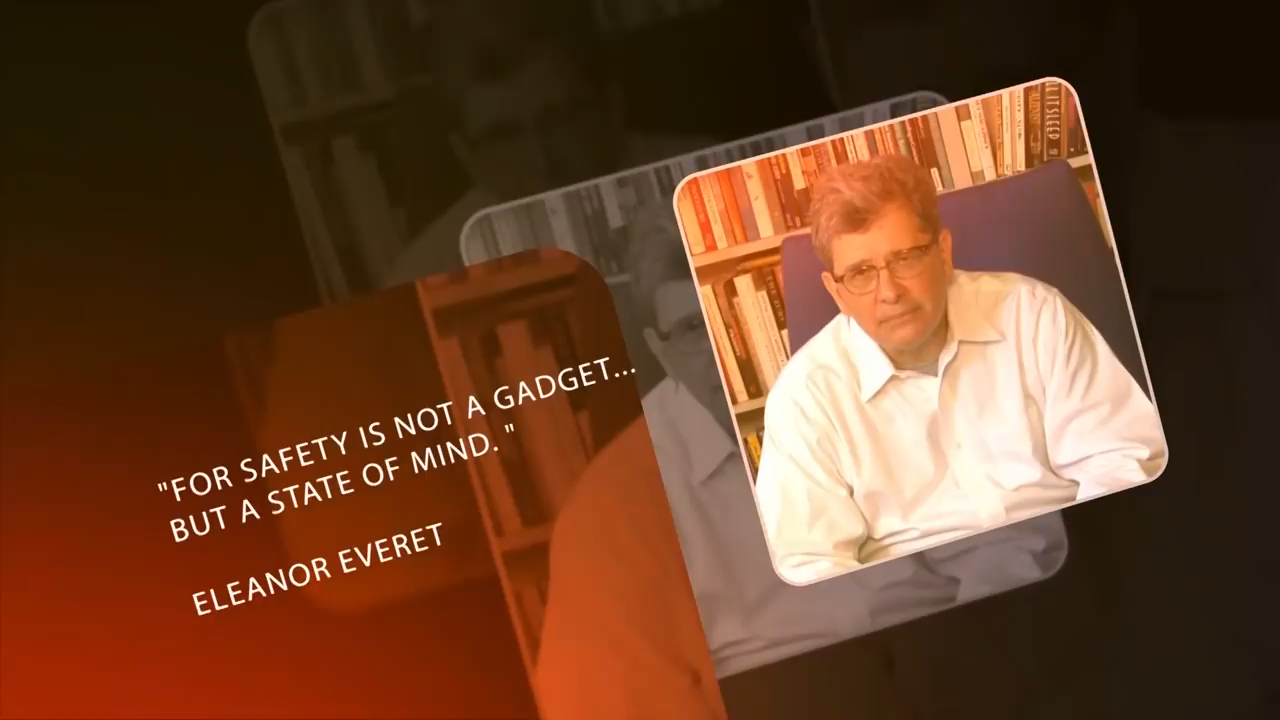 "FOR SAFETY IS NOT A GADGET...
BUT A STATE OF MIND. "
ELEANOR EVERET